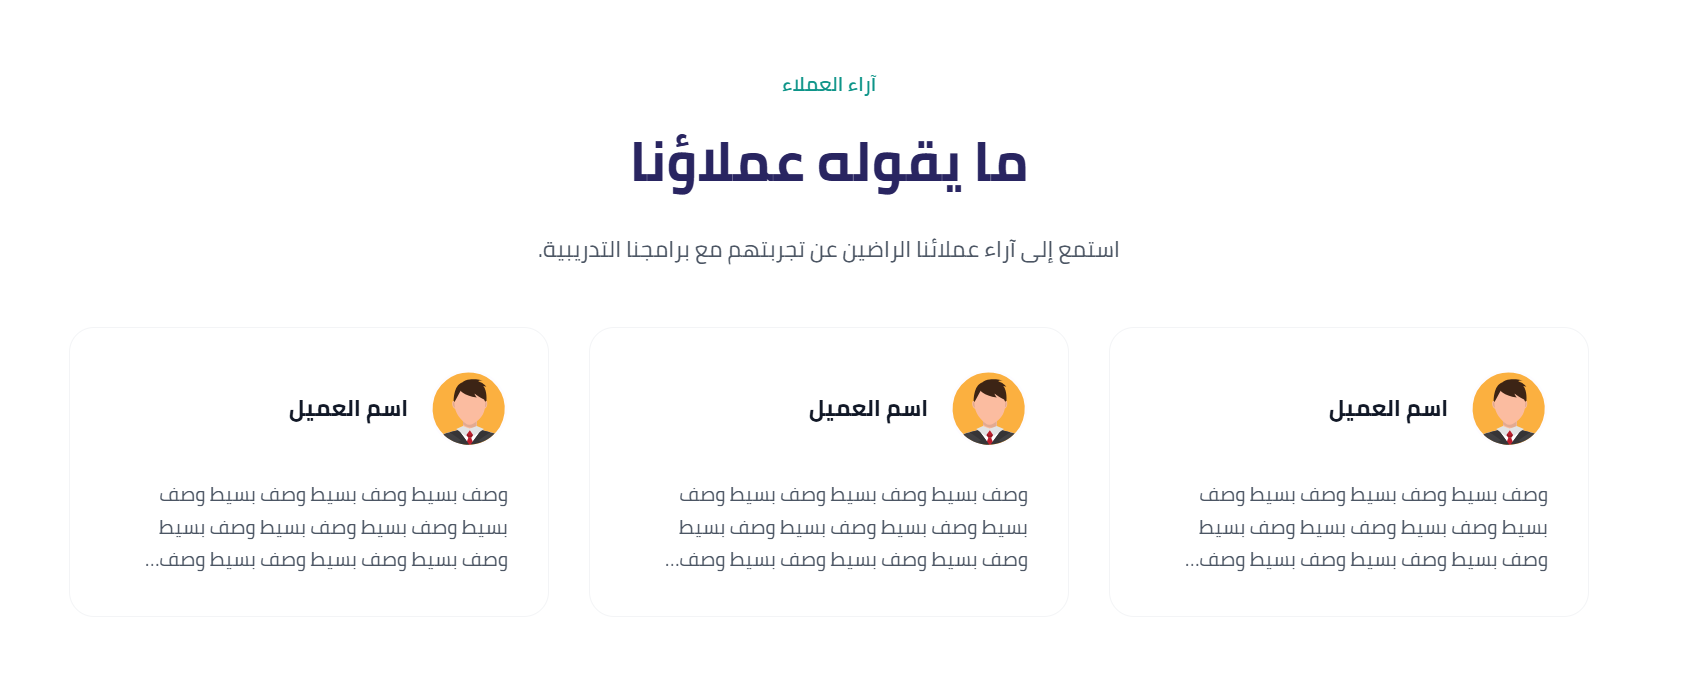 آراء العملاء
ما يقوله عملاؤنا
استمع إلى آراء عملائنا الراضين عن تجربتهم مع برامجنا التدريبية.
اسم العميل
وصف بسيط وصف بسيط وصف بسيط وصف
بسيط وصف بسيط وصف بسيط وصف بسيط
وصف بسيط وصف بسيط وصف بسيط وصف...
اسم العميل
وصف بسيط وصف بسيط وصف بسيط وصف
بسيط وصف بسيط وصف بسيط وصف بسيط
وصف بسيط وصف بسيط وصف بسيط وصف...
اسم العميل
وصف بسيط وصف بسيط وصف بسيط وصف
بسيط وصف بسيط وصف بسيط وصف بسيط
وصف بسيط وصف بسيط وصف بسيط وصف...